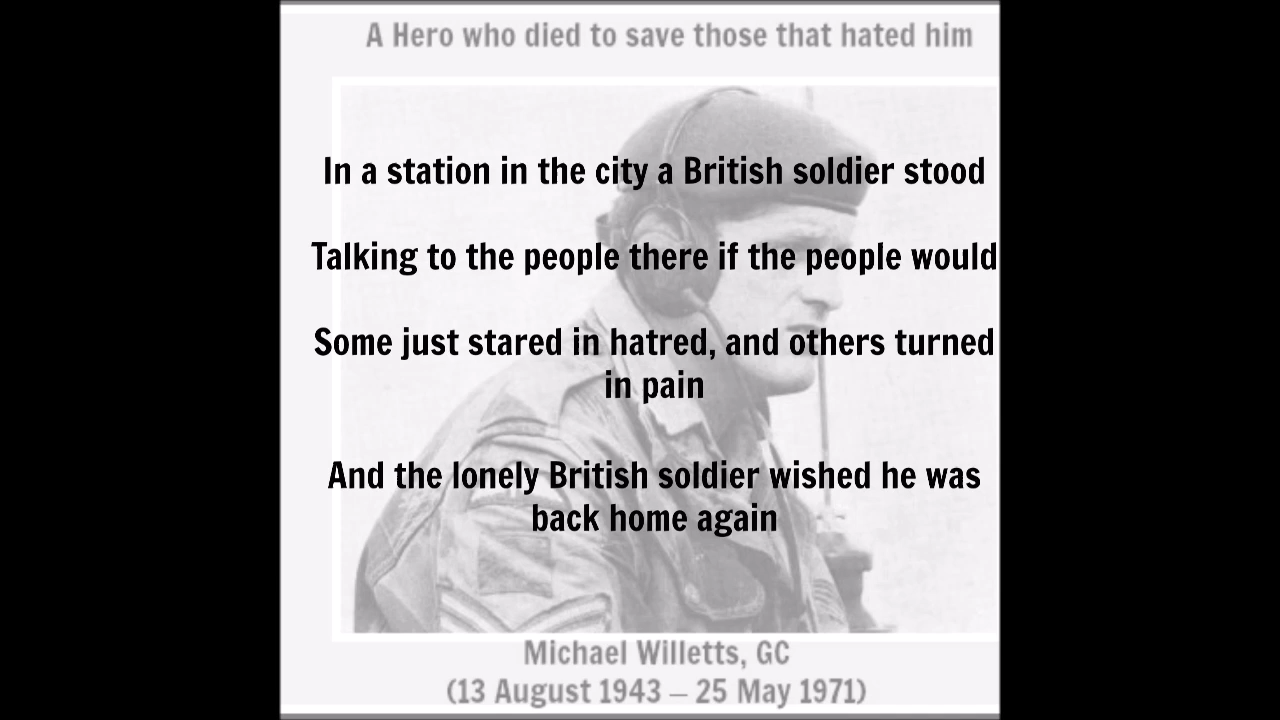 A Hero who died to save those that hated him
In a station in the city a British soldier stood
Talking to the people there if the people would
Some just stared in hatred, and others turned
in pain
And the lonely British soldier wished he was
back home again
Michael Willetts, GC
(13 August 1943 – 25 May 1971)